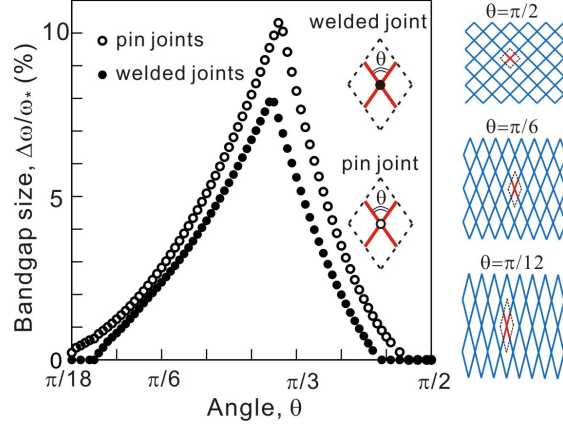 10
5
0
Bandgap size, Δω/ω* (%)
pin joints
welded joints
welded joint
θ
pin joint
θ
π/18
π/6
π/3
π/2
Angle, θ
θ=π/2
θ=π/6
θ=π/12